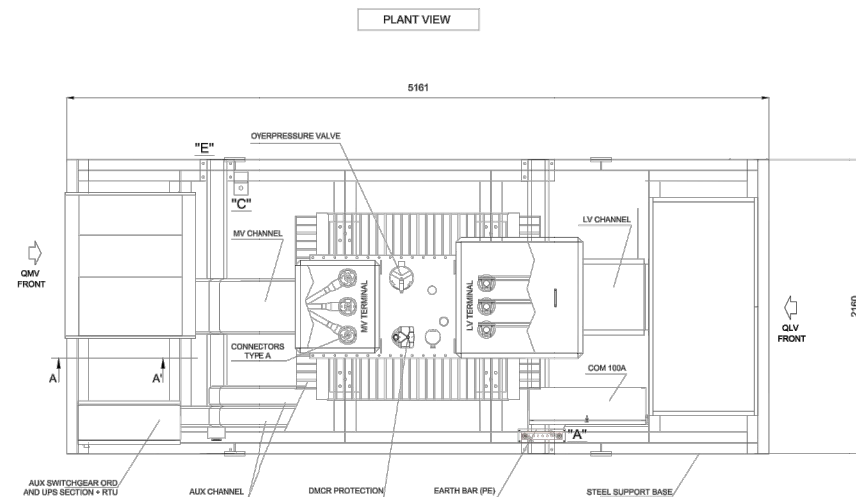 PLANT VIEW
5161
OYERPRESSURE VALVE
"E"
"C"
LV CHANNEL
MV CHANNEL
QMV
FRONT
MV TERMINAL
LV TERMINAL
2160
QLV
FRONT
CONNECTORS
TYPE A
A
A'
COM 100A
"A"
AUX SWITCHGEAR ORD
AND UPS SECTION + RTU
AUX CHANNEL
DMCR PROTECTION
EARTH BAR (PE)
STEEL SUPPORT BASE